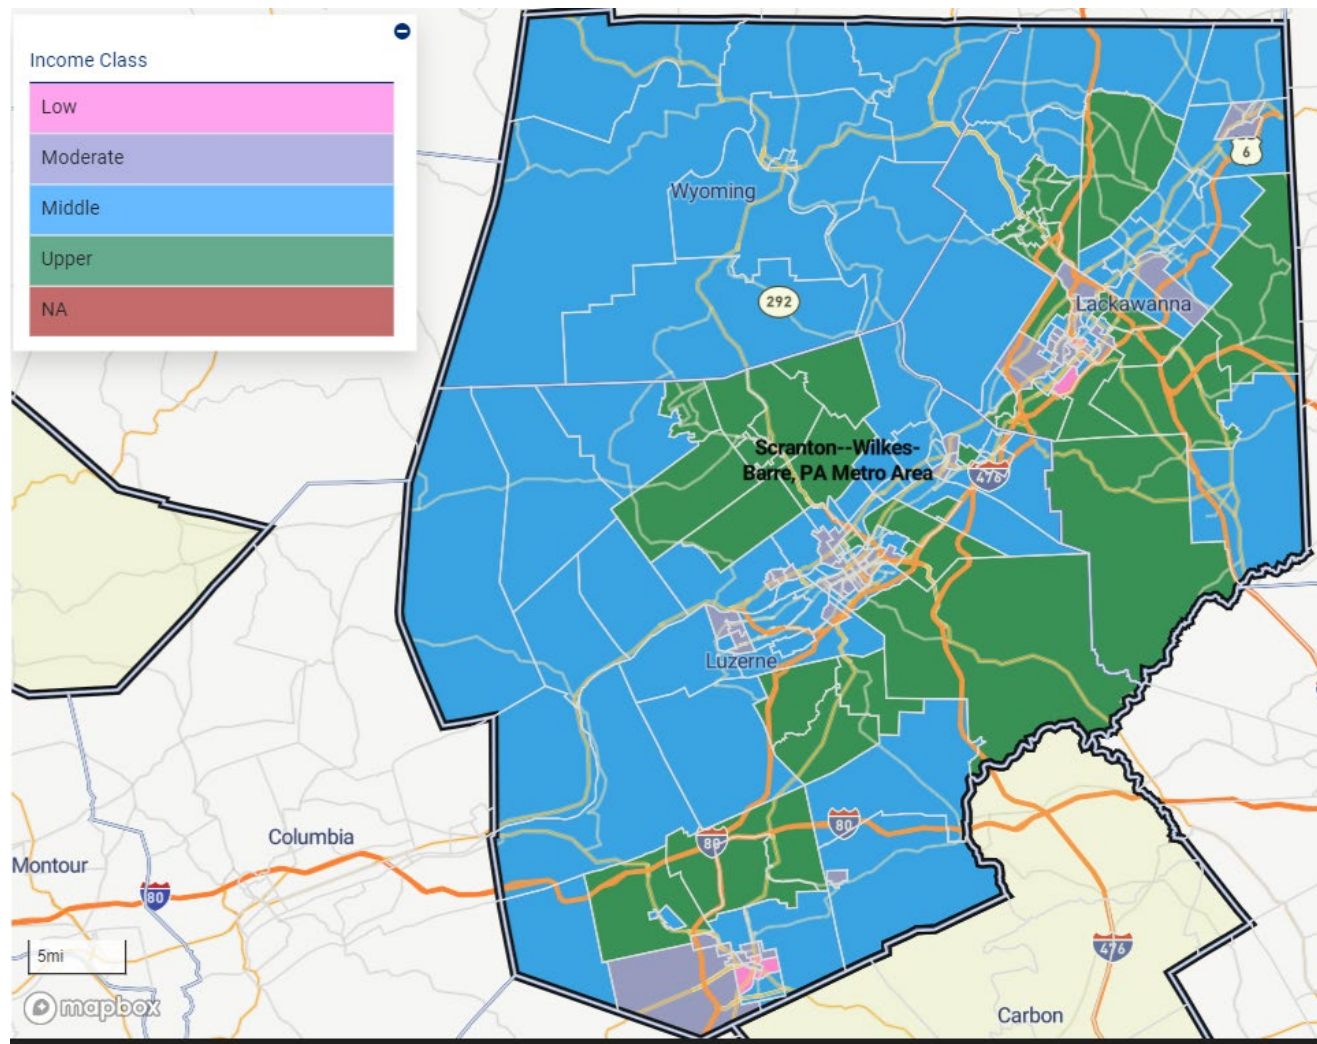 Income Class
Low
Moderate
Middle
Upper
NA
6
Wyoming
292
Lackawanna
Scranton--Wilkes-
Barre, PA Metro Area
476
Luzerne
80
80
Columbia
Montour
80
476
5mi
mapbox
Carbon